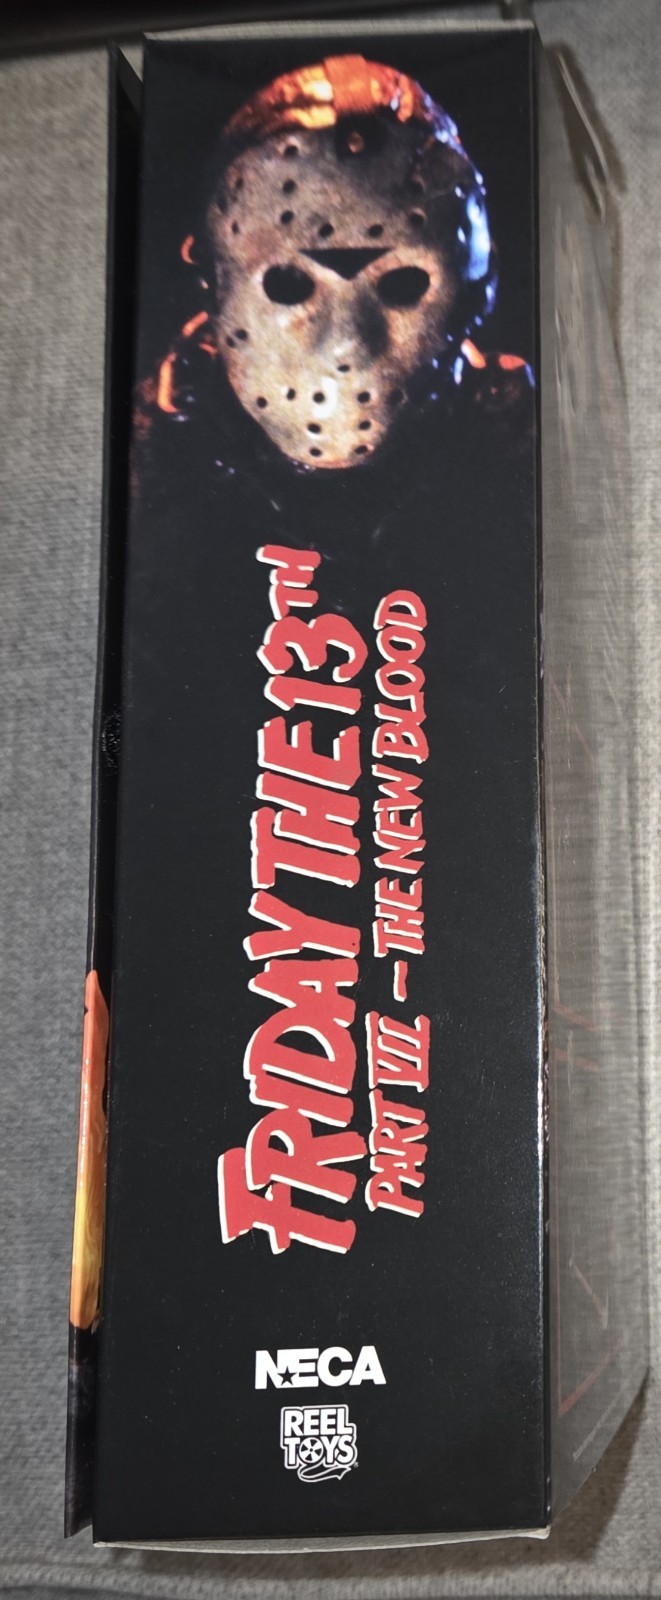 FRIDAY THE 13TH
PART VII - THE NEW BLOOD
NECA
REEL
TOYS